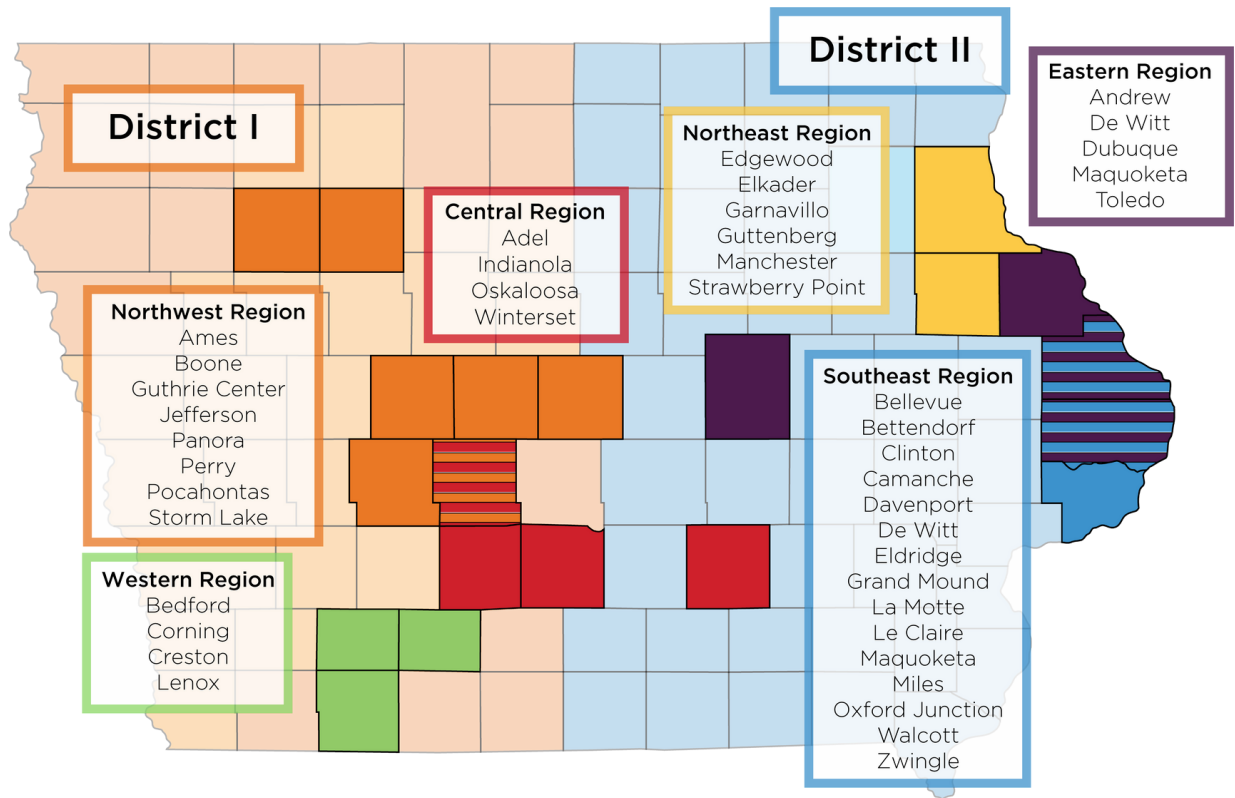 District I
District II
Eastern Region
Andrew
De Witt
Dubuque
Maquoketa
Toledo
Northeast Region
Edgewood
Elkader
Garnavillo
Guttenberg
Manchester
Strawberry Point
Central Region
Adel
Indianola
Oskaloosa
Winterset
Northwest Region
Ames
Boone
Guthrie Center
Jefferson
Panora
Perry
Pocahontas
Storm Lake
Southeast Region
Bellevue
Bettendorf
Clinton
Camanche
Davenport
De Witt
Eldridge
Grand Mound
La Motte
Le Claire
Maquoketa
Miles
Oxford Junction
Walcott
Zwingle
Western Region
Bedford
Corning
Creston
Lenox